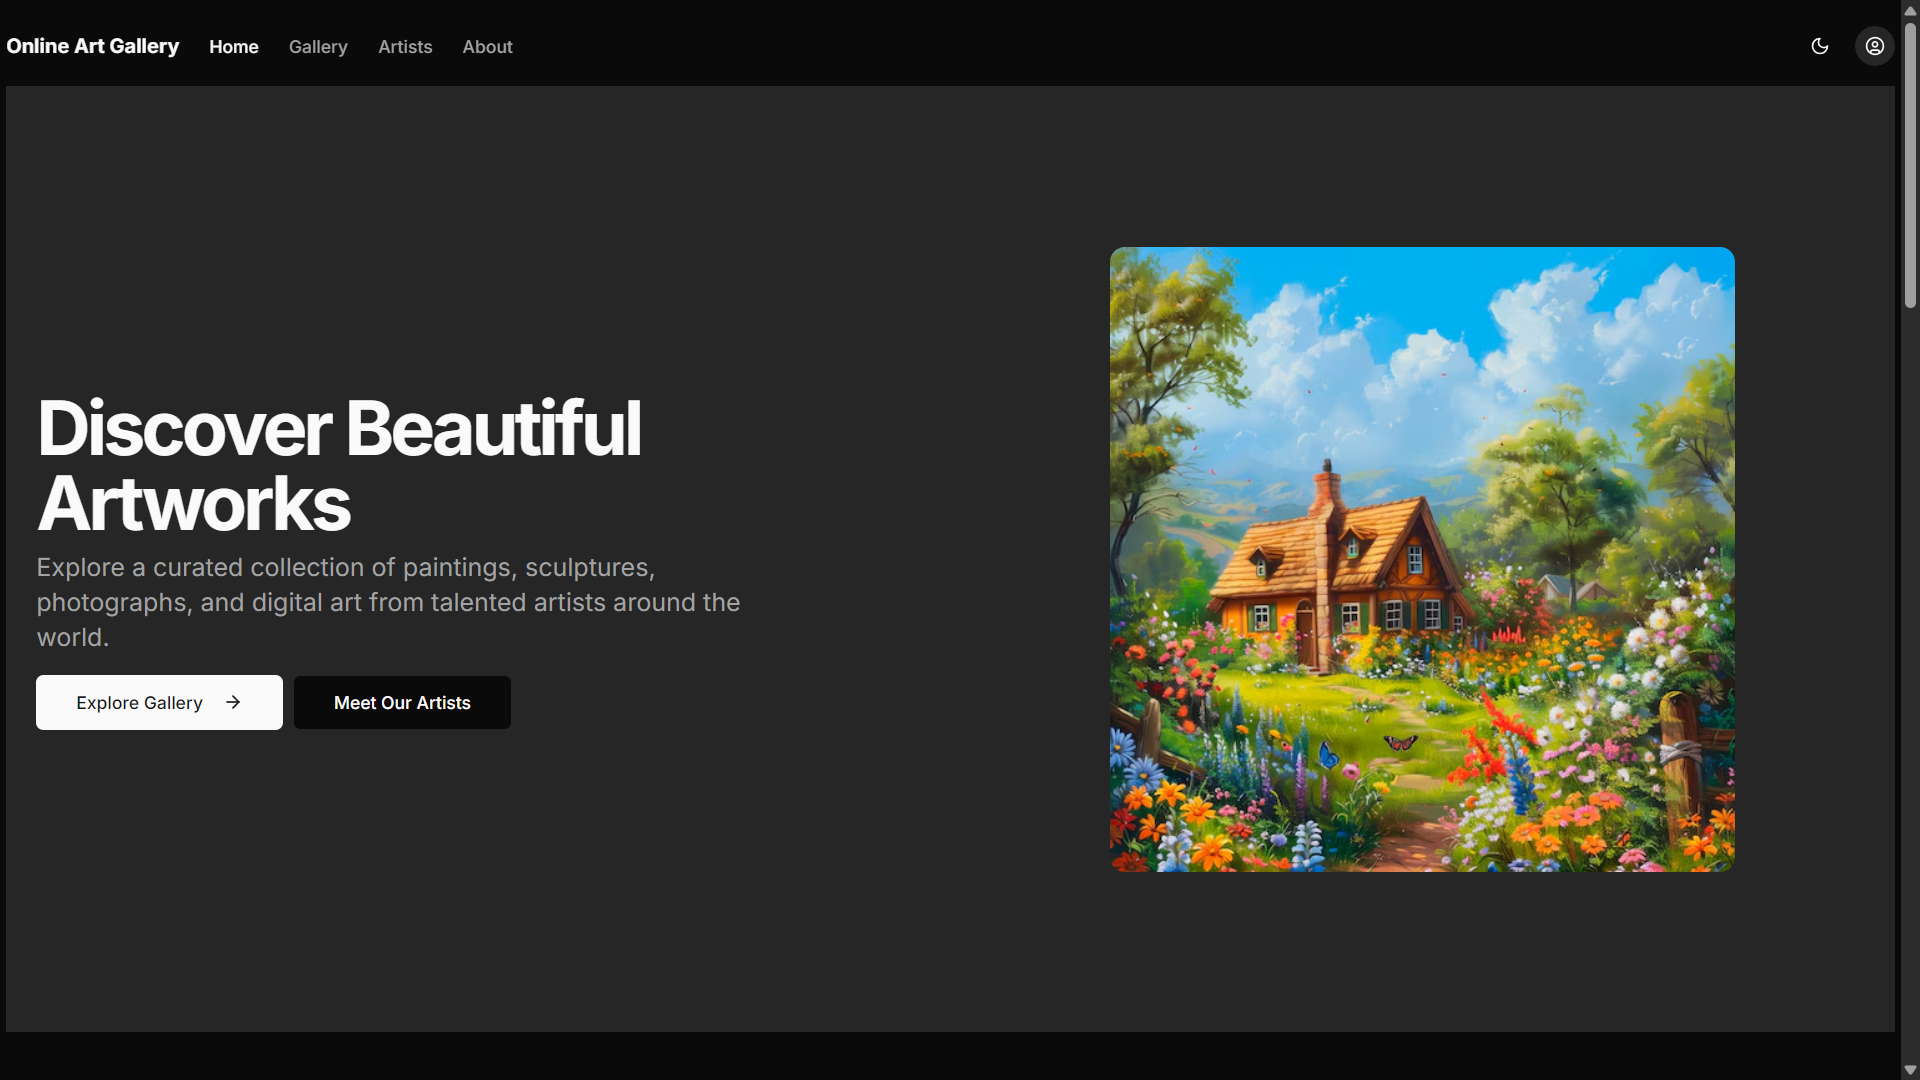 Online Art Gallery Home Gallery Artists About
Discover Beautiful
Artworks
Explore a curated collection of paintings, sculptures,
photographs, and digital art from talented artists around the
world.
Explore Gallery Meet Our Artists